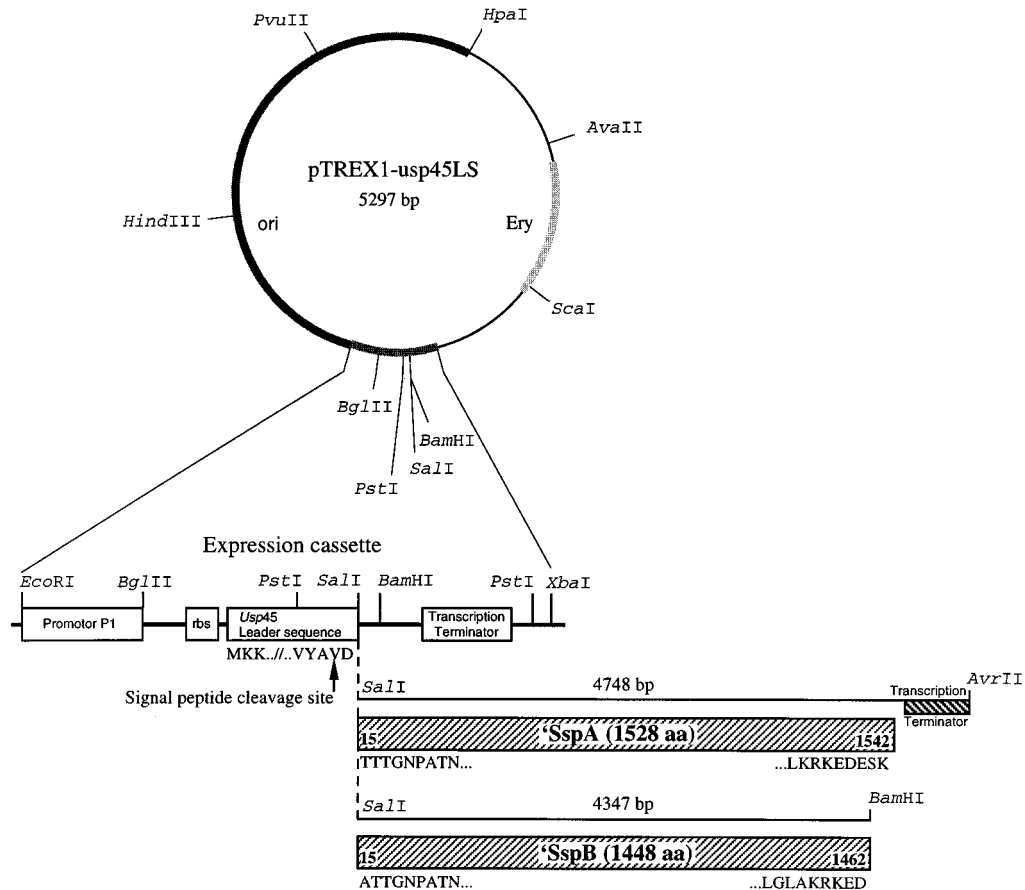 PvuII
HpaI
AvaII
pTREX1-usp45LS
5297 bp
HindIII
ori
Ery
ScaI
BglII
BamHI
SalI
PstI
Expression cassette
EcoRI
BglII
PstI
SalI
BamHI
PstI
XbaI
Promotor P1
rbs
Usp45
Leader sequence
Transcription
Terminator
MKK..//..VYAVD
Signal peptide cleavage site
SalI
4748 bp
Transcription
Terminator
AvrII
15
'SspA (1528 aa)
1542
TTTGNPATN...
...LKRKEDESK
SalI
4347 bp
BamHI
15
'SspB (1448 aa)
1462
ATTGNPATN...
...LGLAKRKED